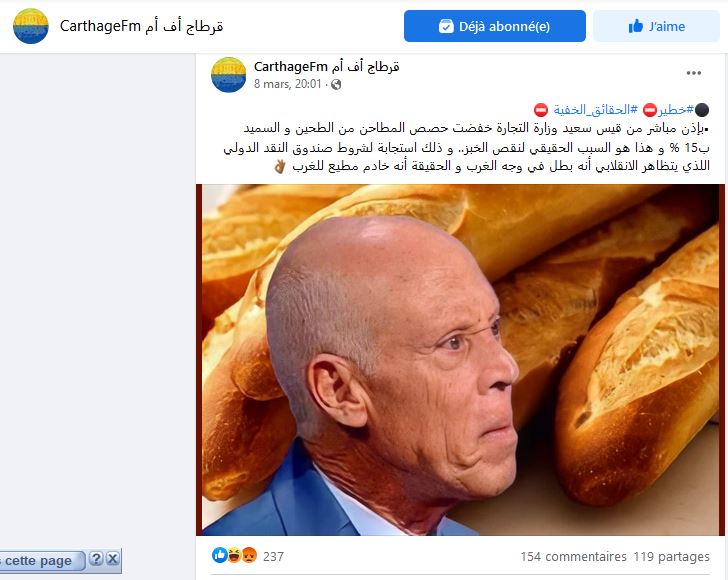 CarthageFm قرطاج أف أم
Déjà abonné(e)
J'aime
CarthageFm قرطاج أف أم
8 mars, 20:01 ·
⚫#خطير⛔ #الحقائق_الخفية ⛔
▪بإذن مباشر من قيس سعيد وزارة التجارة خفضت حصص المطاحن من الطحين و السميد
ب15 % و هذا هو السبب الحقيقي لنقص الخبز.. و ذلك استجابة لشروط صندوق النقد الدولي
اللذي يتظاهر الانقلابي أنه بطل في وجه الغرب و الحقيقة أنه خادم مطيع للغرب 👌🏾
237
154 commentaires 119 partages
cette page